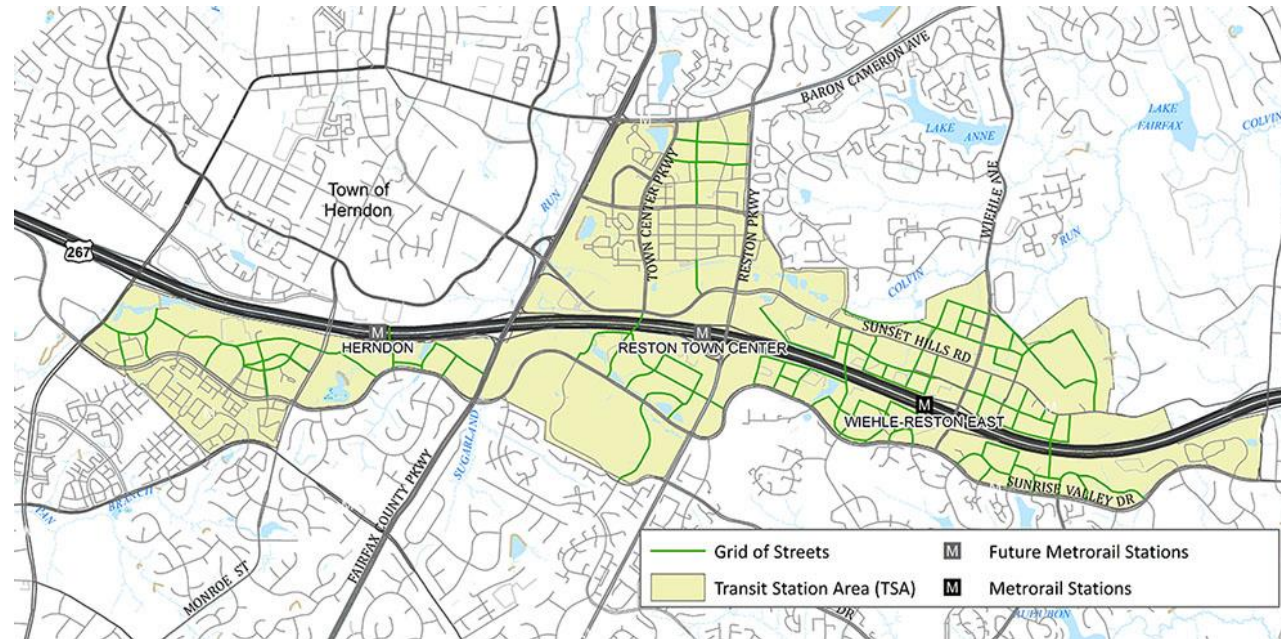 BARON CAMERON AVE
LAKE
ANNE
LAKE
FAIRFAX
COLVIN
Town of
Herndon
RUN
TOWN CENTER PKWY
RESTON PKWY
WIEHLE AVE
RUN
COLVIN
267
M
HERNDON
M
RESTON TOWN CENTER
SUNSET HILLS RD
M
WIEHLE-RESTON EAST
SUNRISE VALLEY DR
SUGARLAND
FAIRFAX COUNTY PKWY
BRANCH
MONROE ST
Grid of Streets
M
Future Metrorail Stations
Transit Station Area (TSA)
M
Metrorail Stations
DR